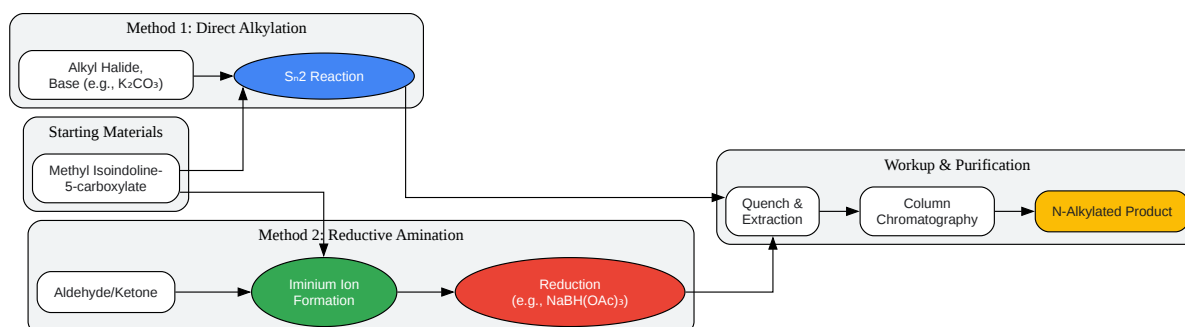 Method 1: Direct Alkylation
Alkyl Halide,
Base (e.g., K₂CO₃)
Sₙ2 Reaction
Starting Materials
Methyl Isoindoline-
5-carboxylate
Workup & Purification
Quench &
Extraction
Column
Chromatography
N-Alkylated Product
Method 2: Reductive Amination
Aldehyde/Ketone
Iminium Ion
Formation
Reduction
(e.g., NaBH(OAc)₃)